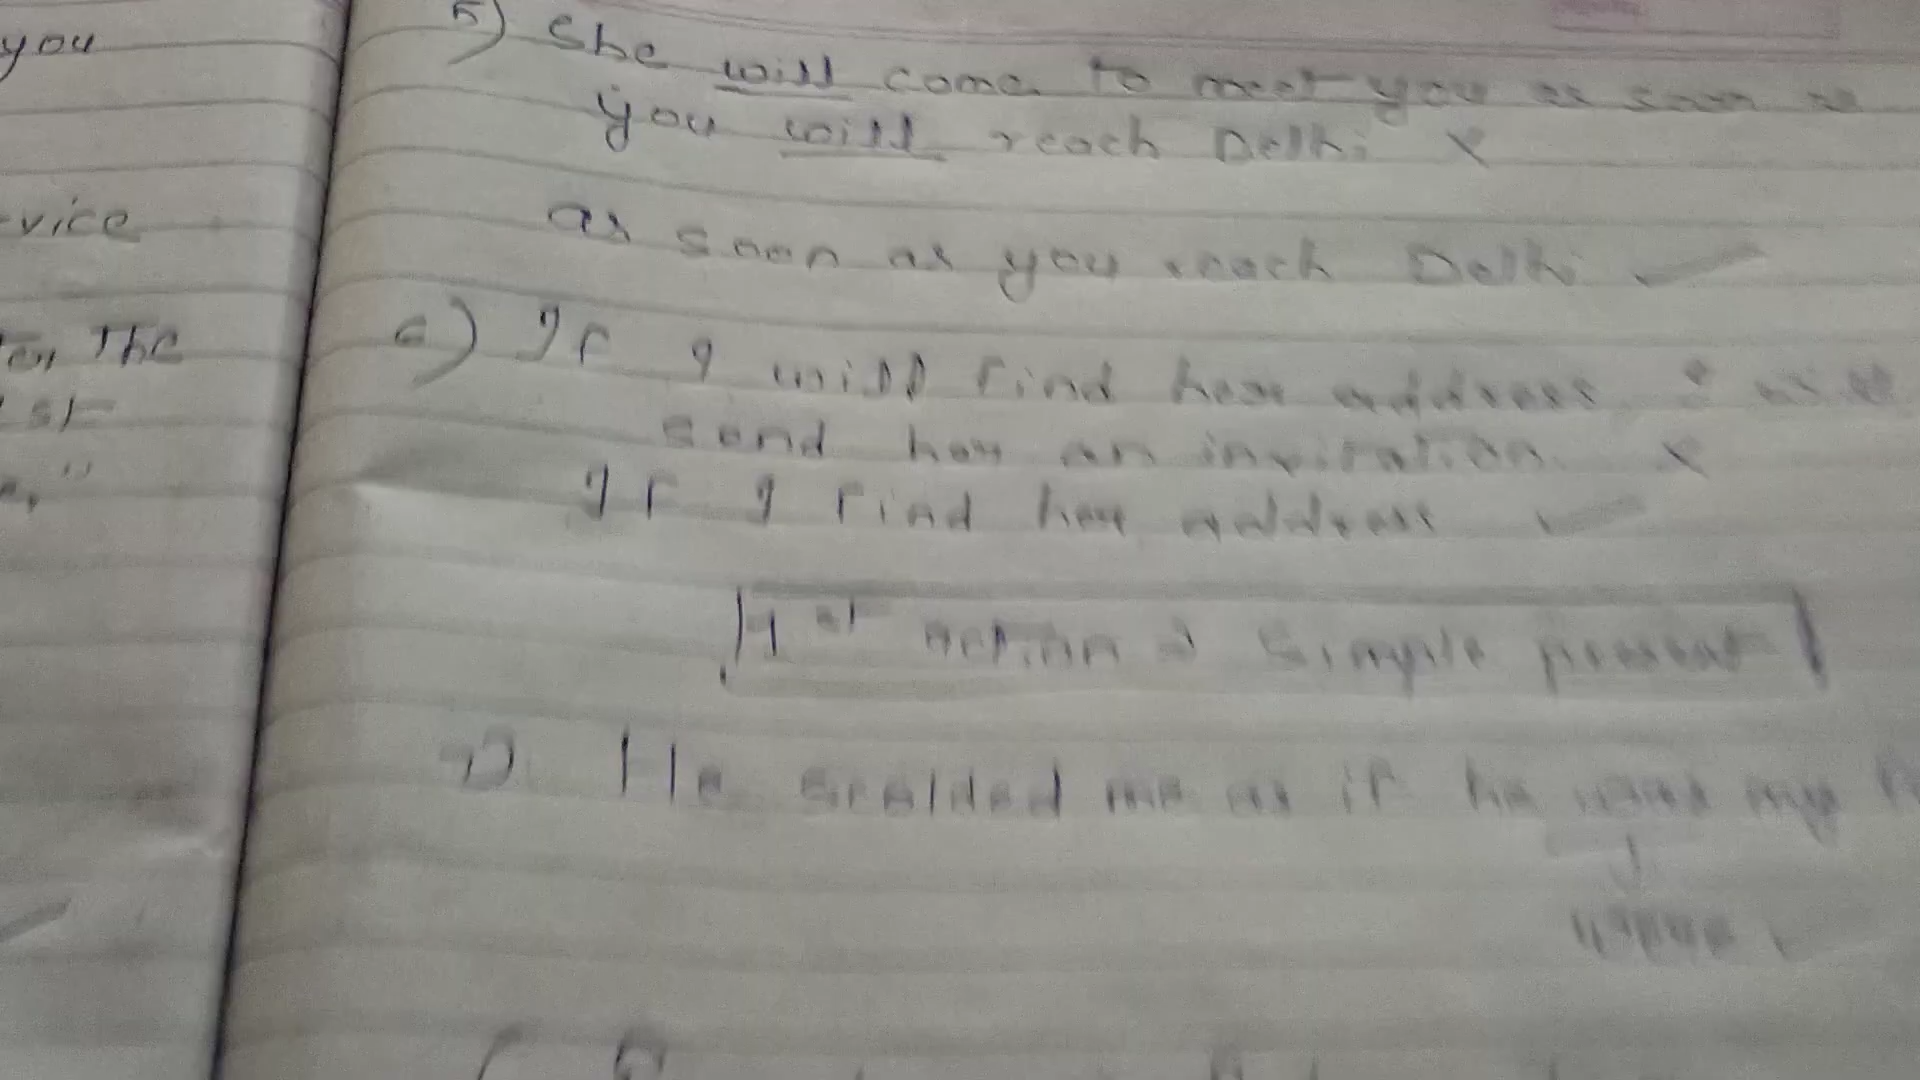 you
vice
The
st
5) She will come to meet you as soon as
you will reach Delhi x
as soon as you reach Delhi ✓
6) If I will find her address I will
send her an invitation x
If I find her address ✓
1st action → Simple present
7) He scolded me as if he was my
↓
were